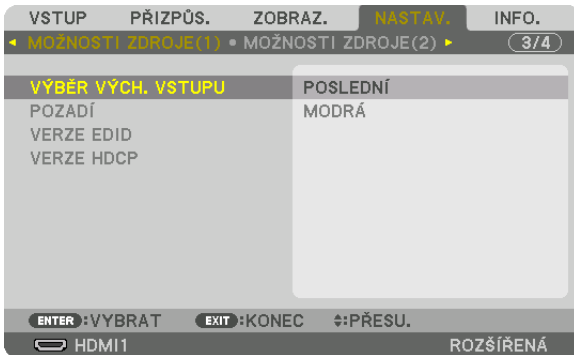 VSTUP PŘIZPŮS. ZOBRAZ. NASTAV. INFO.
MOŽNOSTI ZDROJE(1) • MOŽNOSTI ZDROJE(2) 3/4
VÝBĚR VÝCH. VSTUPU POSLEDNÍ
POZADÍ MODRÁ
VERZE EDID
VERZE HDCP
ENTER :VYBRAT EXIT :KONEC :PŘESU.
HDMI1 ROZŠÍŘENÁ